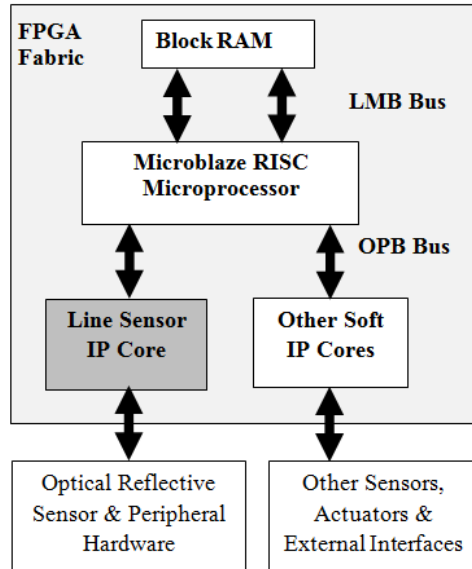 FPGA
Fabric
Block RAM
LMB Bus
Microblaze RISC
Microprocessor
OPB Bus
Line Sensor
IP Core
Other Soft
IP Cores
Optical Reflective
Sensor & Peripheral
Hardware
Other Sensors,
Actuators &
External Interfaces